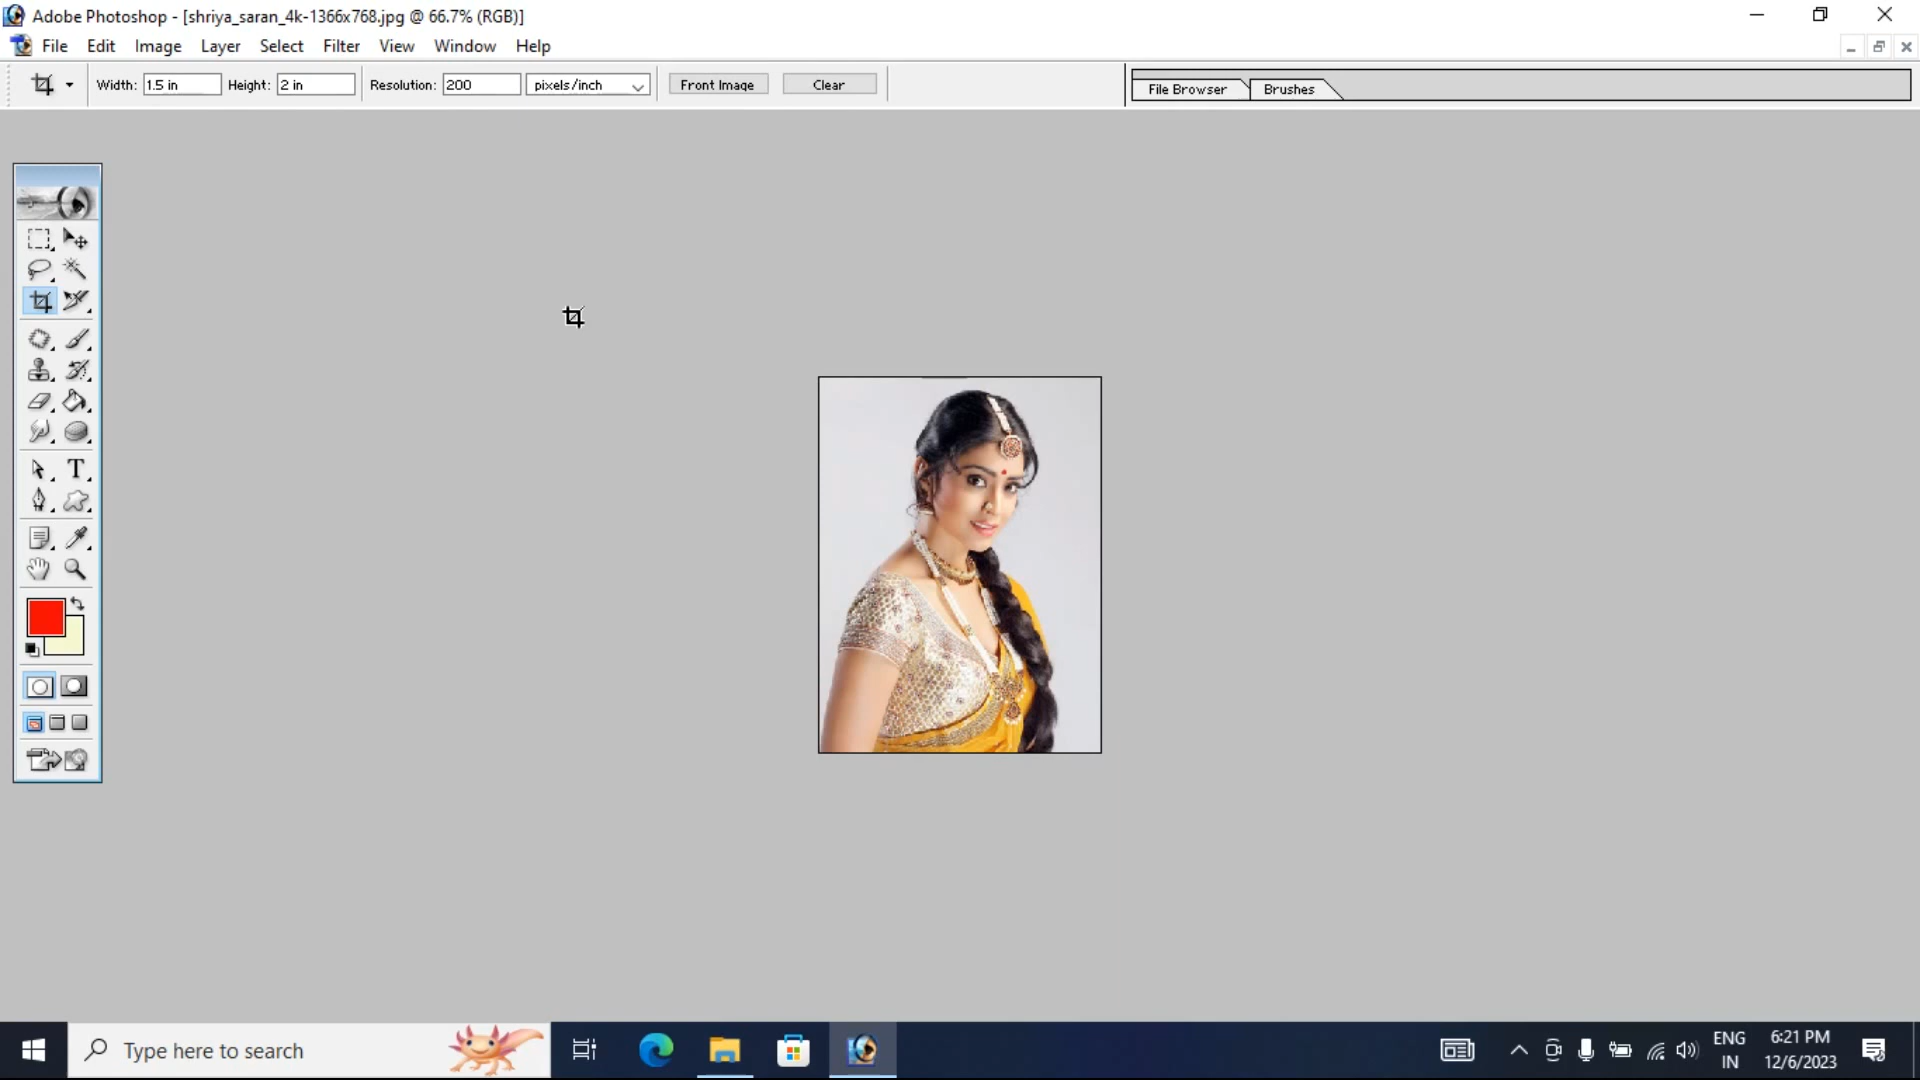 Adobe Photoshop - [shriya_saran_4k-1366x768.jpg @ 66.7% (RGB)]
File Edit Image Layer Select Filter View Window Help
Width: 1.5 in Height: 2 in Resolution: 200 pixels/inch Front Image Clear File Browser Brushes
T
Type here to search
ENG 6:21 PM
IN 12/6/2023